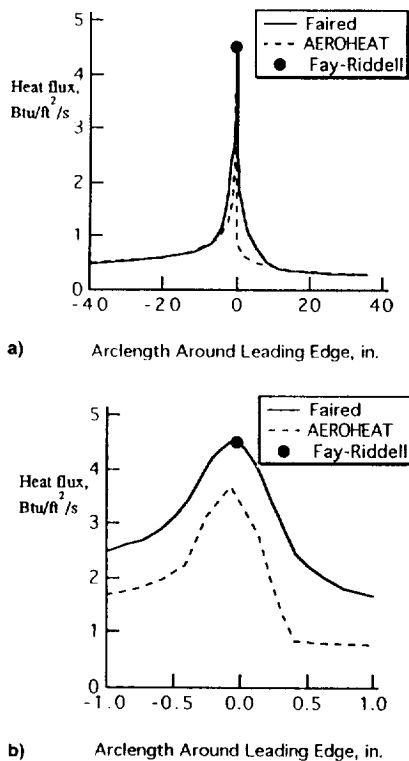 Faired
AEROHEAT
Fay-Riddell
Heat flux,
Btu/ft²/s
5
4
3
2
1
0
-40
-20
0
20
40
a) Arclength Around Leading Edge, in.
Faired
AEROHEAT
Fay-Riddell
Heat flux,
Btu/ft²/s
5
4
3
2
1
0
-1.0
-0.5
0.0
0.5
1.0
b) Arclength Around Leading Edge, in.